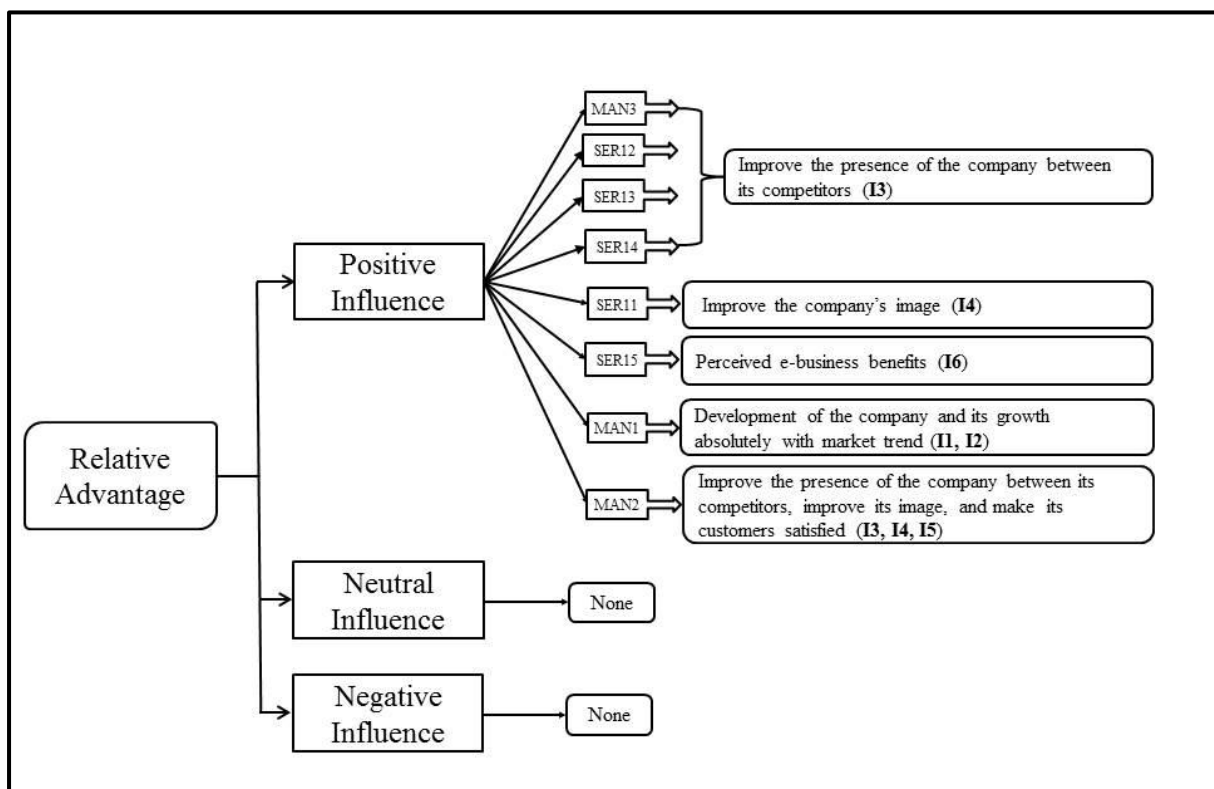 Relative
Advantage
Positive
Influence
MAN3
SER12
SER13
SER14
Improve the presence of the company between
its competitors (I3)
SER11
Improve the company's image (I4)
SER15
Perceived e-business benefits (I6)
MAN1
Development of the company and its growth
absolutely with market trend (I1, I2)
MAN2
Improve the presence of the company between its
competitors, improve its image, and make its
customers satisfied (I3, I4, I5)
Neutral
Influence
None
Negative
Influence
None